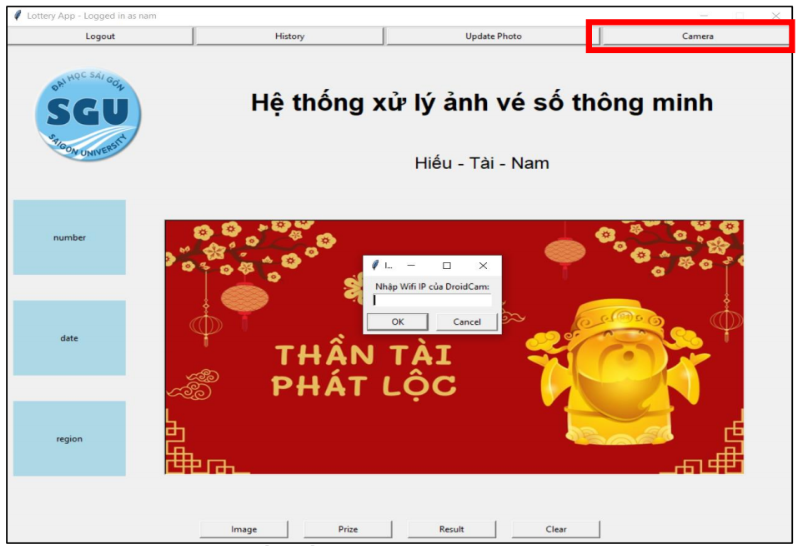 Lottery App - Logged in as nam
Logout
History
Update Photo
Camera
ĐẠI HỌC SÀI GÒN
SGU
SAIGON UNIVERSITY
Hệ thống xử lý ảnh vé số thông minh
Hiếu - Tài - Nam
number
date
region
I...
Nhập Wifi IP của DroidCam:
OK
Cancel
THẦN TÀI
PHÁT LỘC
Image
Prize
Result
Clear